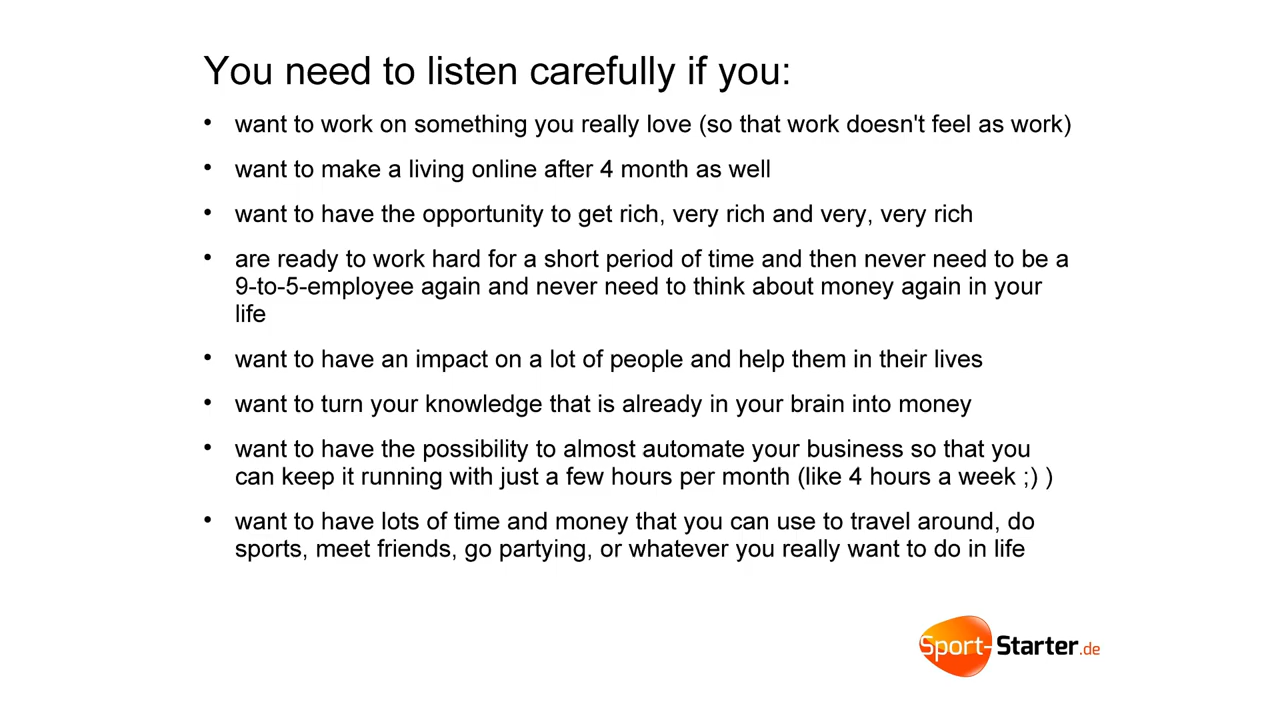 You need to listen carefully if you:
• want to work on something you really love (so that work doesn't feel as work)
• want to make a living online after 4 month as well
• want to have the opportunity to get rich, very rich and very, very rich
• are ready to work hard for a short period of time and then never need to be a
9-to-5-employee again and never need to think about money again in your
life
• want to have an impact on a lot of people and help them in their lives
• want to turn your knowledge that is already in your brain into money
• want to have the possibility to almost automate your business so that you
can keep it running with just a few hours per month (like 4 hours a week ;) )
• want to have lots of time and money that you can use to travel around, do
sports, meet friends, go partying, or whatever you really want to do in life
Sport-Starter.de